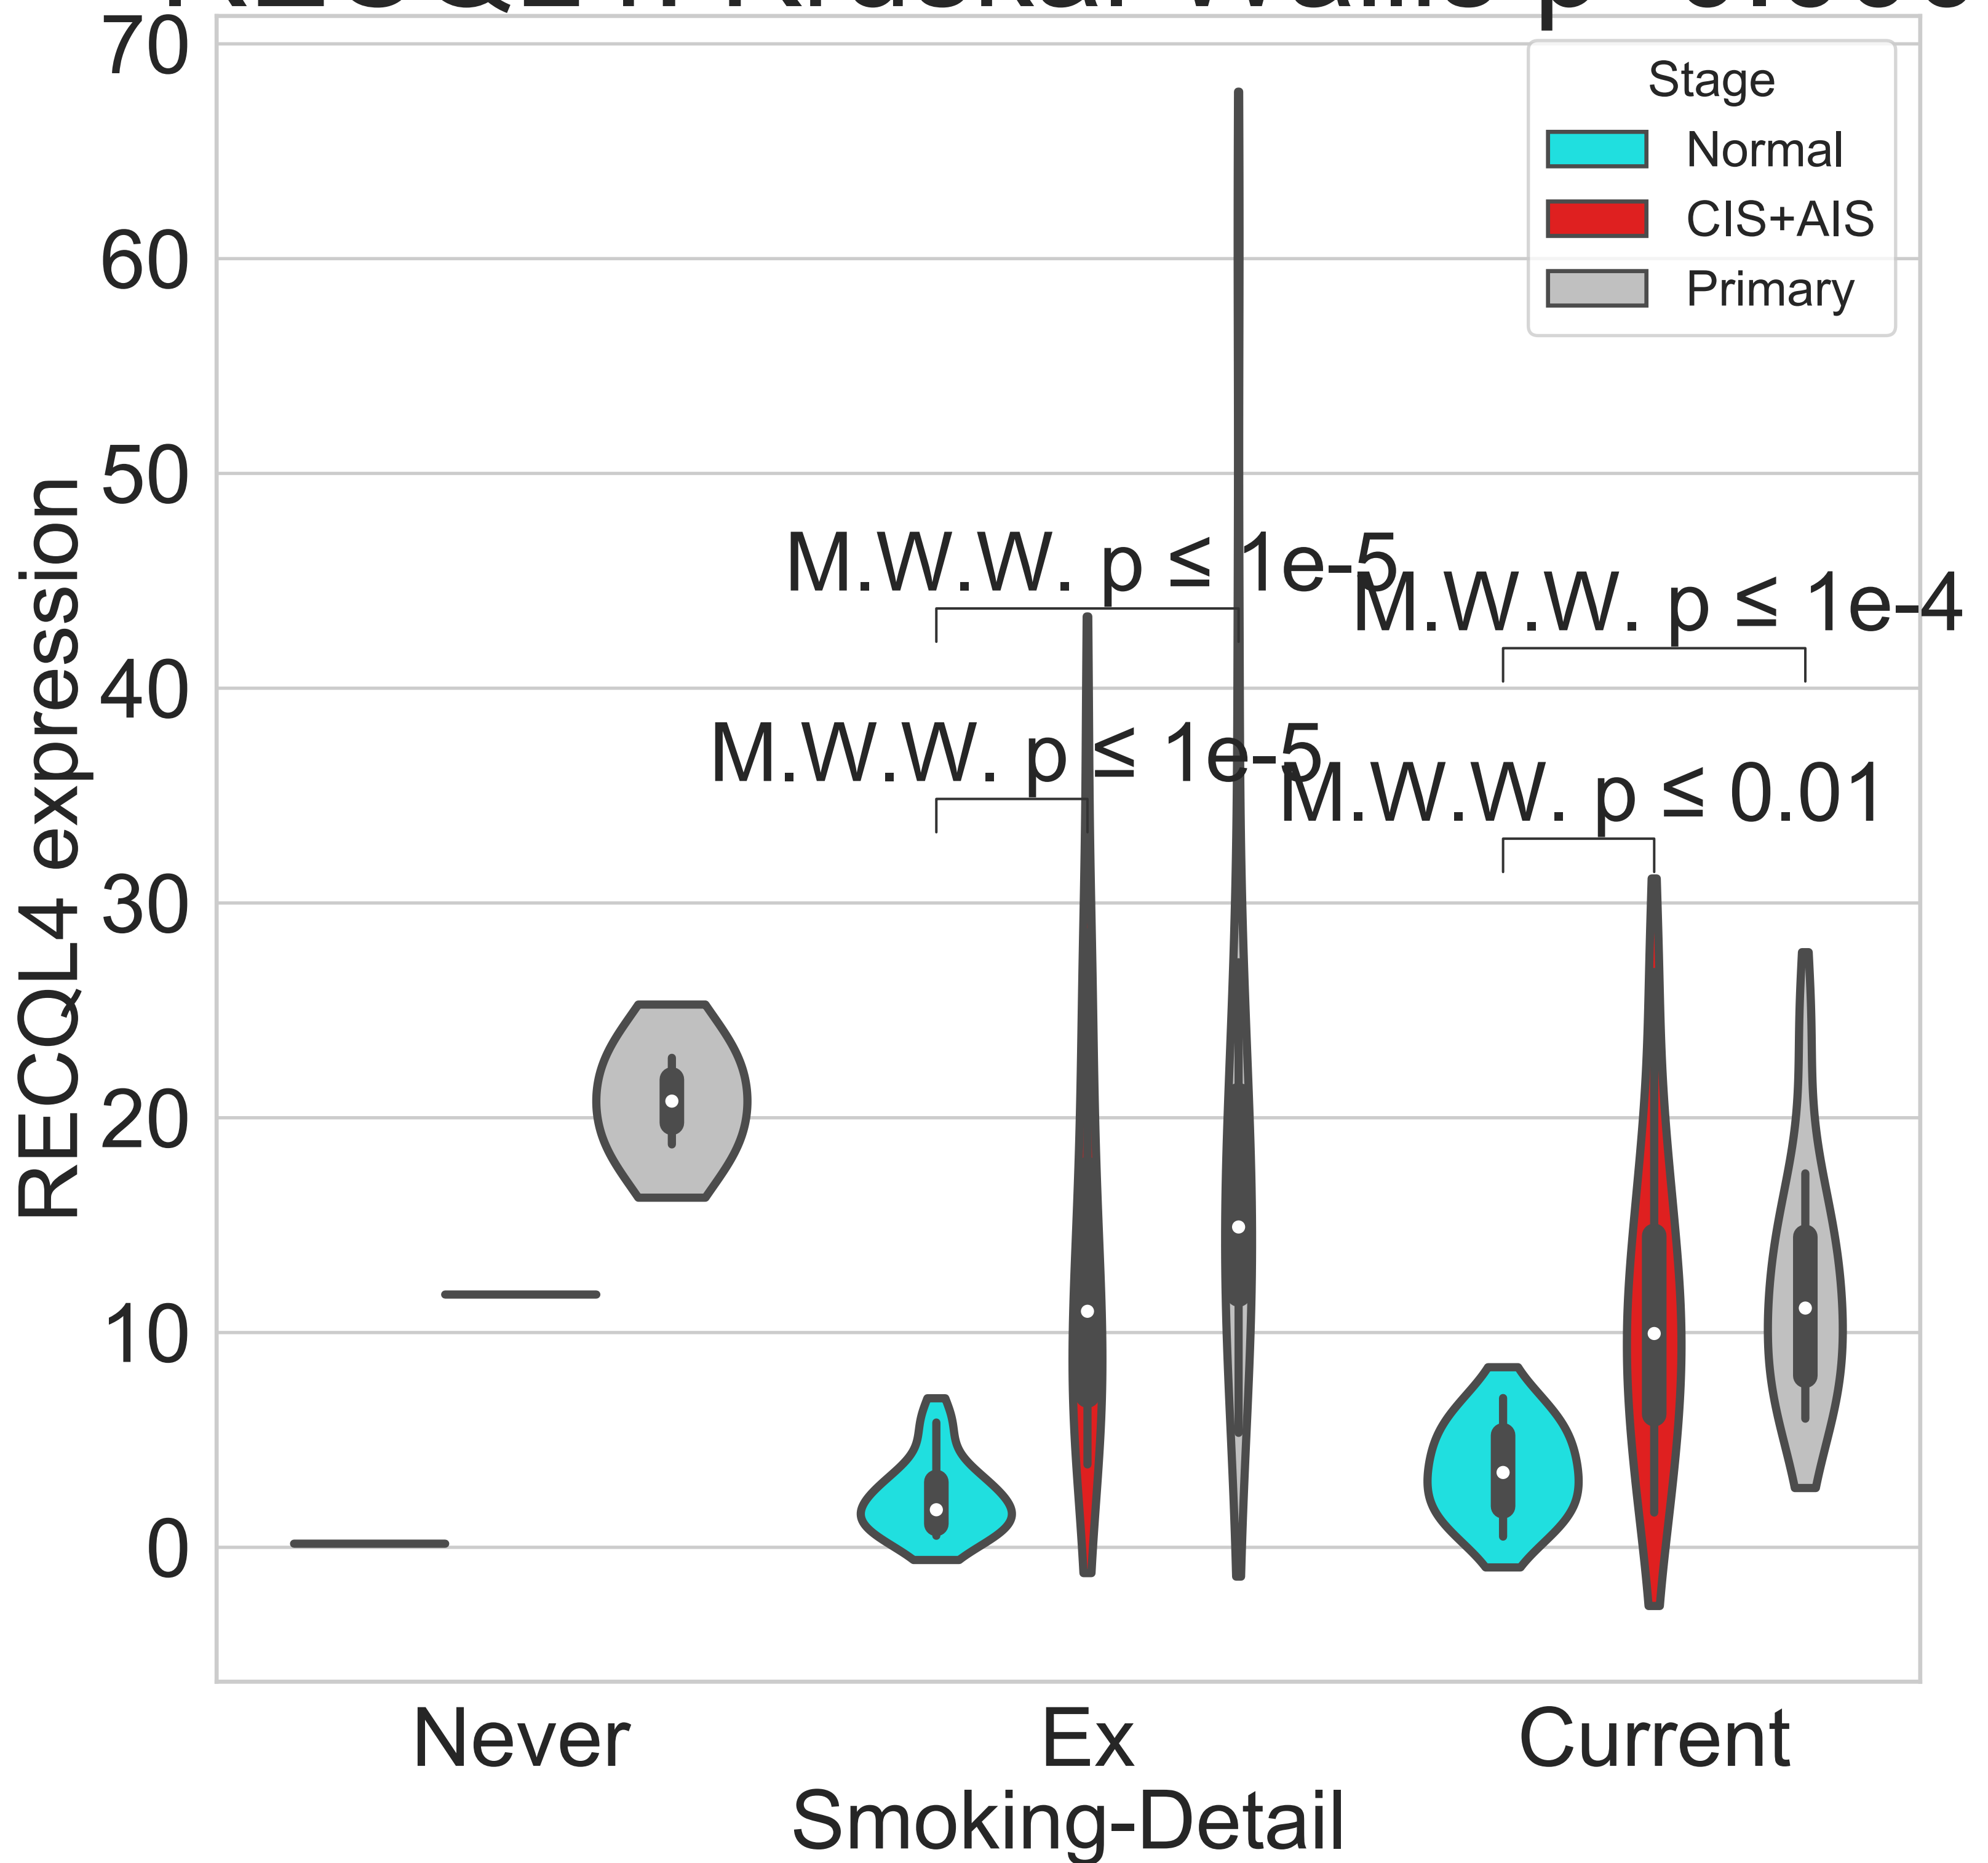 70
60
50
40
30
20
10
0
RECQL4 expression
Stage
Normal
CIS+AIS
Primary
M.W.W. p ≤ 1e-5
M.W.W. p ≤ 1e-4
M.W.W. p ≤ 1e-5
M.W.W. p ≤ 0.01
Never
Ex
Current
Smoking-Detail